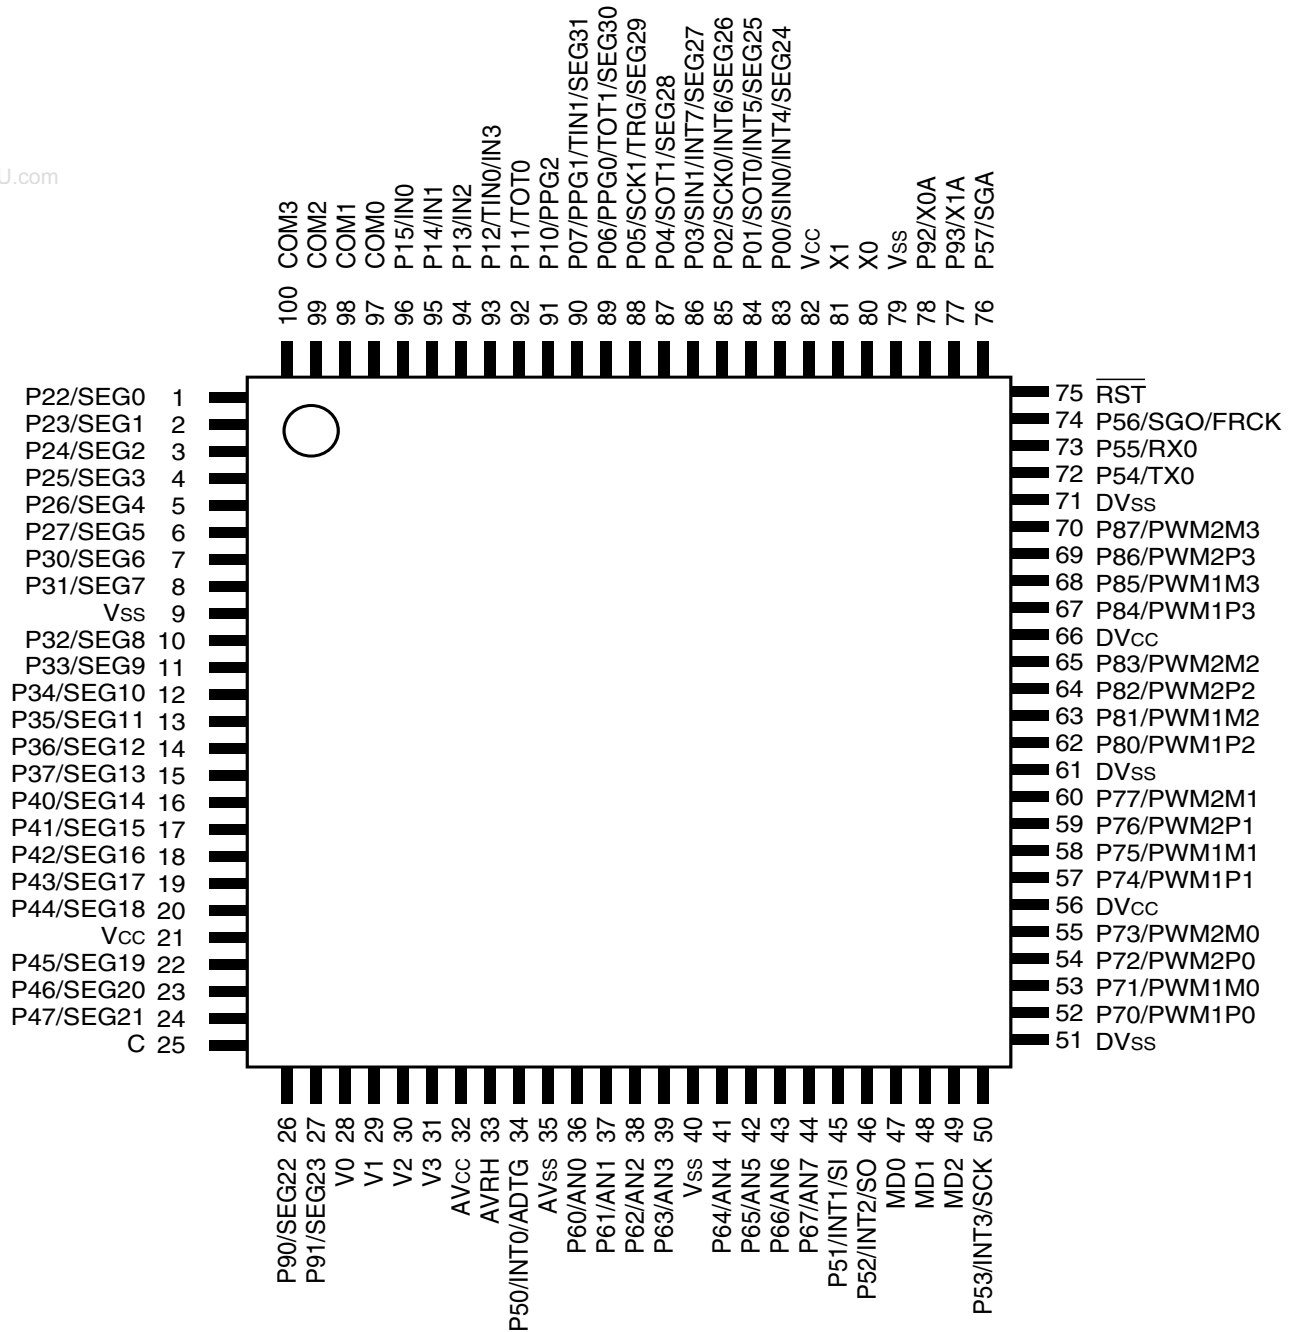 U.com
COM3
COM2
COM1
COM0
P15/IN0
P14/IN1
P13/IN2
P12/TIN0/IN3
P11/TOT0
P10/PPG2
P07/PPG1/TIN1/SEG31
P06/PPG0/TOT1/SEG30
P05/SCK1/TRG/SEG29
P04/SOT1/SEG28
P03/SIN1/INT7/SEG27
P02/SCK0/INT6/SEG26
P01/SOT0/INT5/SEG25
P00/SIN0/INT4/SEG24
Vcc
X1
X0
Vss
P92/X0A
P93/X1A
P57/SGA
100 99 98 97 96 95 94 93 92 91 90 89 88 87 86 85 84 83 82 81 80 79 78 77 76
P22/SEG0 1
P23/SEG1 2
P24/SEG2 3
P25/SEG3 4
P26/SEG4 5
P27/SEG5 6
P30/SEG6 7
P31/SEG7 8
Vss 9
P32/SEG8 10
P33/SEG9 11
P34/SEG10 12
P35/SEG11 13
P36/SEG12 14
P37/SEG13 15
P40/SEG14 16
P41/SEG15 17
P42/SEG16 18
P43/SEG17 19
P44/SEG18 20
Vcc 21
P45/SEG19 22
P46/SEG20 23
P47/SEG21 24
C 25
75 RST
74 P56/SGO/FRCK
73 P55/RX0
72 P54/TX0
71 DVss
70 P87/PWM2M3
69 P86/PWM2P3
68 P85/PWM1M3
67 P84/PWM1P3
66 DVcc
65 P83/PWM2M2
64 P82/PWM2P2
63 P81/PWM1M2
62 P80/PWM1P2
61 DVss
60 P77/PWM2M1
59 P76/PWM2P1
58 P75/PWM1M1
57 P74/PWM1P1
56 DVcc
55 P73/PWM2M0
54 P72/PWM2P0
53 P71/PWM1M0
52 P70/PWM1P0
51 DVss
P90/SEG22 26
P91/SEG23 27
V0 28
V1 29
V2 30
V3 31
AVcc 32
AVRH 33
P50/INT0/ADTG 34
AVss 35
P60/AN0 36
P61/AN1 37
P62/AN2 38
P63/AN3 39
Vss 40
P64/AN4 41
P65/AN5 42
P66/AN6 43
P67/AN7 44
P51/INT1/SI 45
P52/INT2/SO 46
MD0 47
MD1 48
MD2 49
P53/INT3/SCK 50